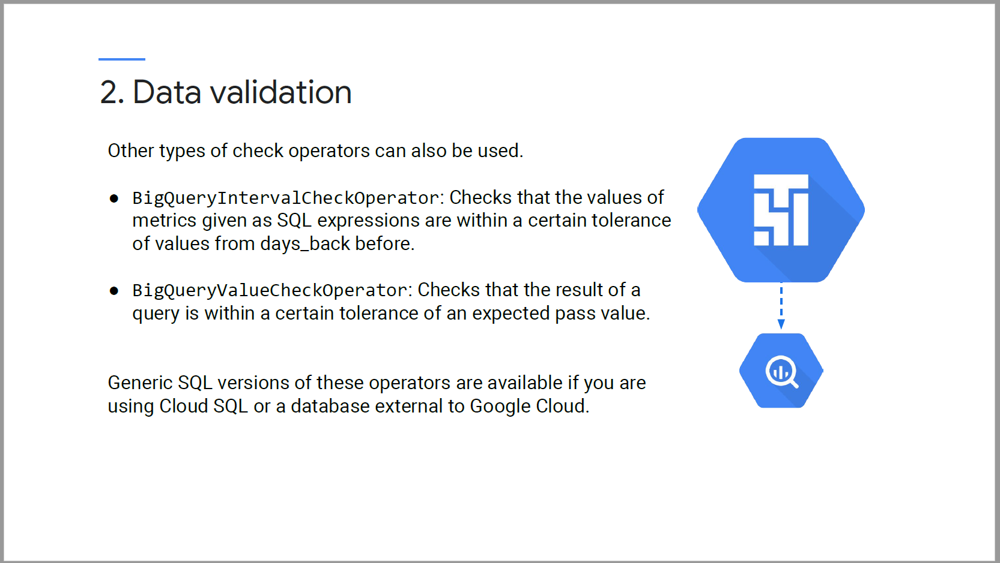 2. Data validation
Other types of check operators can also be used.
● BigQueryIntervalCheckOperator: Checks that the values of
metrics given as SQL expressions are within a certain tolerance
of values from days_back before.
● BigQueryValueCheckOperator: Checks that the result of a
query is within a certain tolerance of an expected pass value.
Generic SQL versions of these operators are available if you are
using Cloud SQL or a database external to Google Cloud.